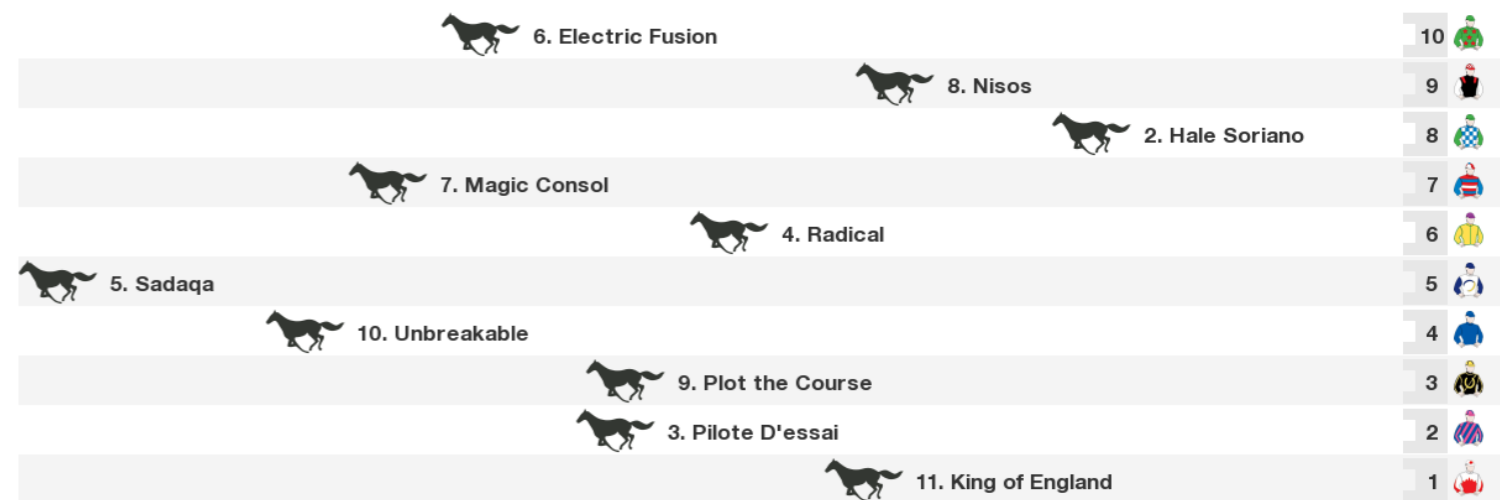 6. Electric Fusion 10
8. Nisos 9
2. Hale Soriano 8
7. Magic Consol 7
4. Radical 6
5. Sadaqa 5
10. Unbreakable 4
9. Plot the Course 3
3. Pilote D'essai 2
11. King of England 1